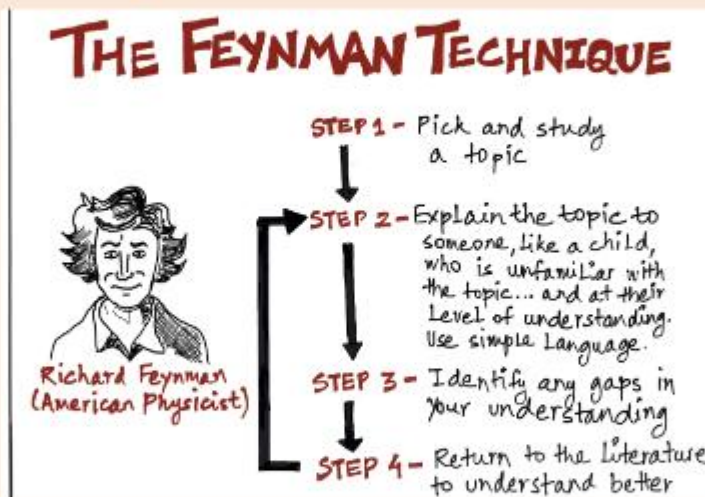 THE FEYNMAN TECHNIQUE
STEP 1 - Pick and study
a topic
STEP 2 - Explain the topic to
someone, like a child,
who is unfamiliar with
the topic... and at their
Level of understanding.
Use simple Language.
Richard Feynman
(American Physicist)
STEP 3 - Identify any gaps in
your understanding
STEP 4 - Return to the Literature
to understand better